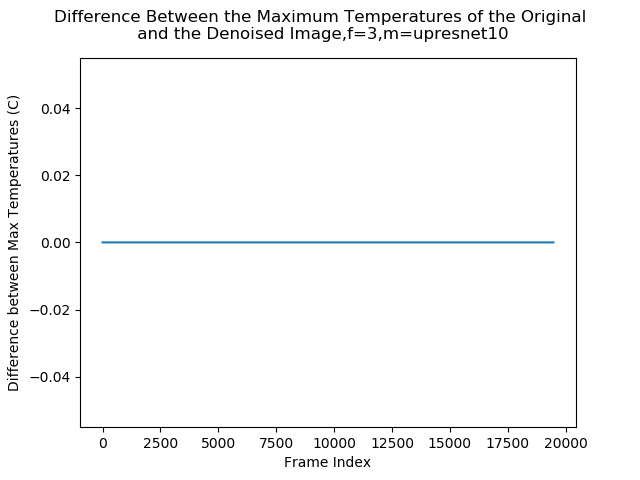 Difference Between the Maximum Temperatures of the Original
and the Denoised Image,f=3,m=upresnet10
Difference between Max Temperatures (C)
0.04
0.02
0.00
−0.02
−0.04
0 2500 5000 7500 10000 12500 15000 17500 20000
Frame Index